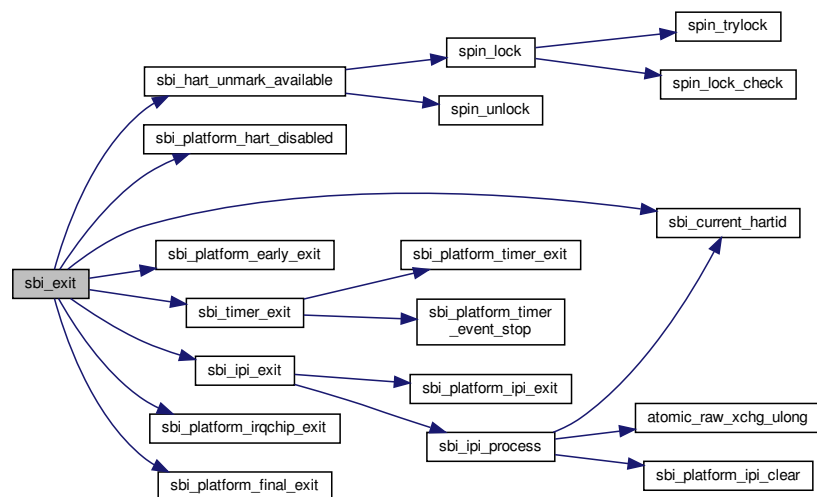 spin_trylock
spin_lock
sbi_hart_unmark_available
spin_lock_check
spin_unlock
sbi_platform_hart_disabled
sbi_current_hartid
sbi_platform_early_exit
sbi_platform_timer_exit
sbi_exit
sbi_timer_exit
sbi_platform_timer
_event_stop
sbi_ipi_exit
sbi_platform_ipi_exit
atomic_raw_xchg_ulong
sbi_platform_irqchip_exit
sbi_ipi_process
sbi_platform_ipi_clear
sbi_platform_final_exit